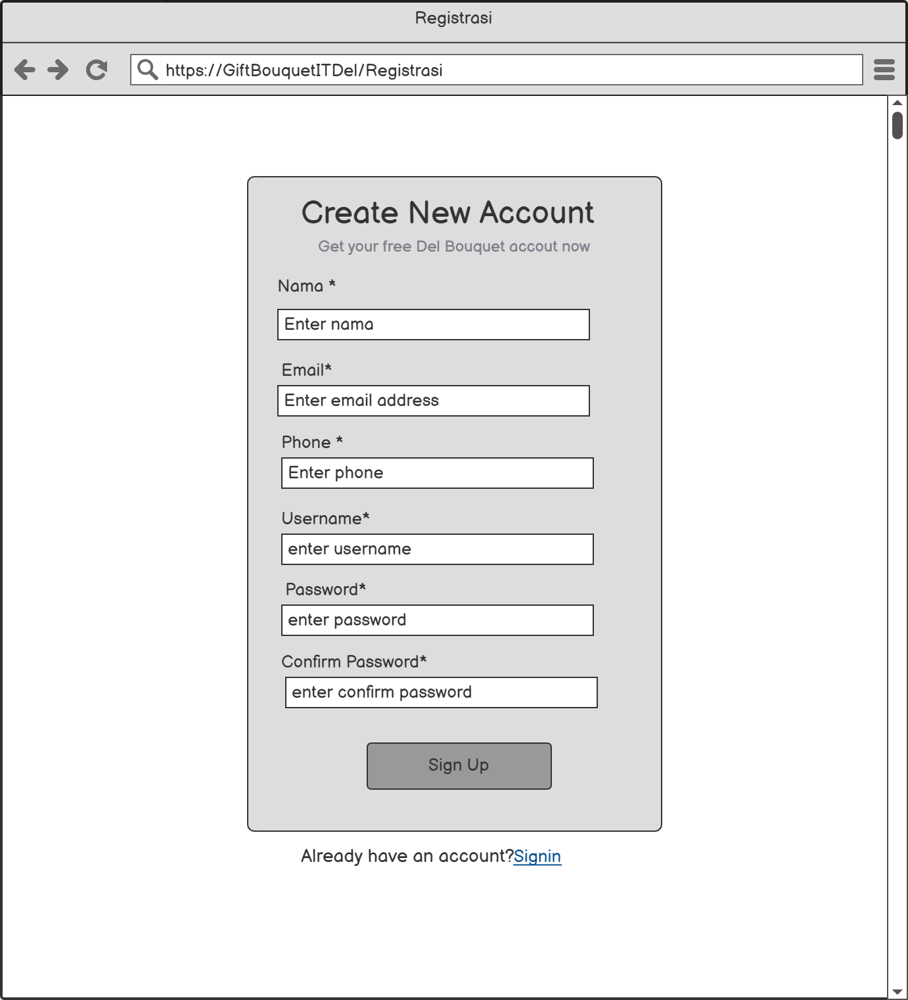 Registrasi
https://GiftBouquetITDel/Registrasi
Create New Account
Get your free Del Bouquet accout now
Nama *
Enter nama
Email*
Enter email address
Phone *
Enter phone
Username*
enter username
Password*
enter password
Confirm Password*
enter confirm password
Sign Up
Already have an account?Signin